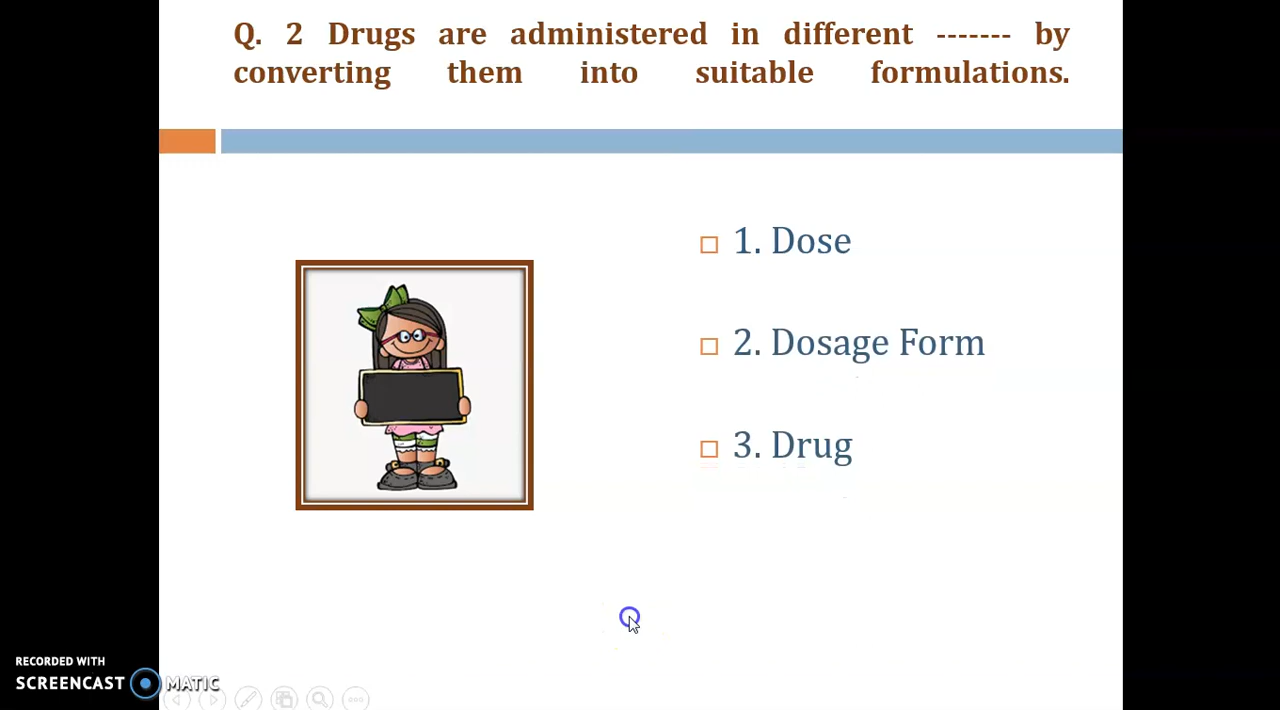 Q. 2 Drugs are administered in different ------- by
converting them into suitable formulations.
1. Dose
2. Dosage Form
3. Drug
RECORDED WITH
SCREENCAST MATIC